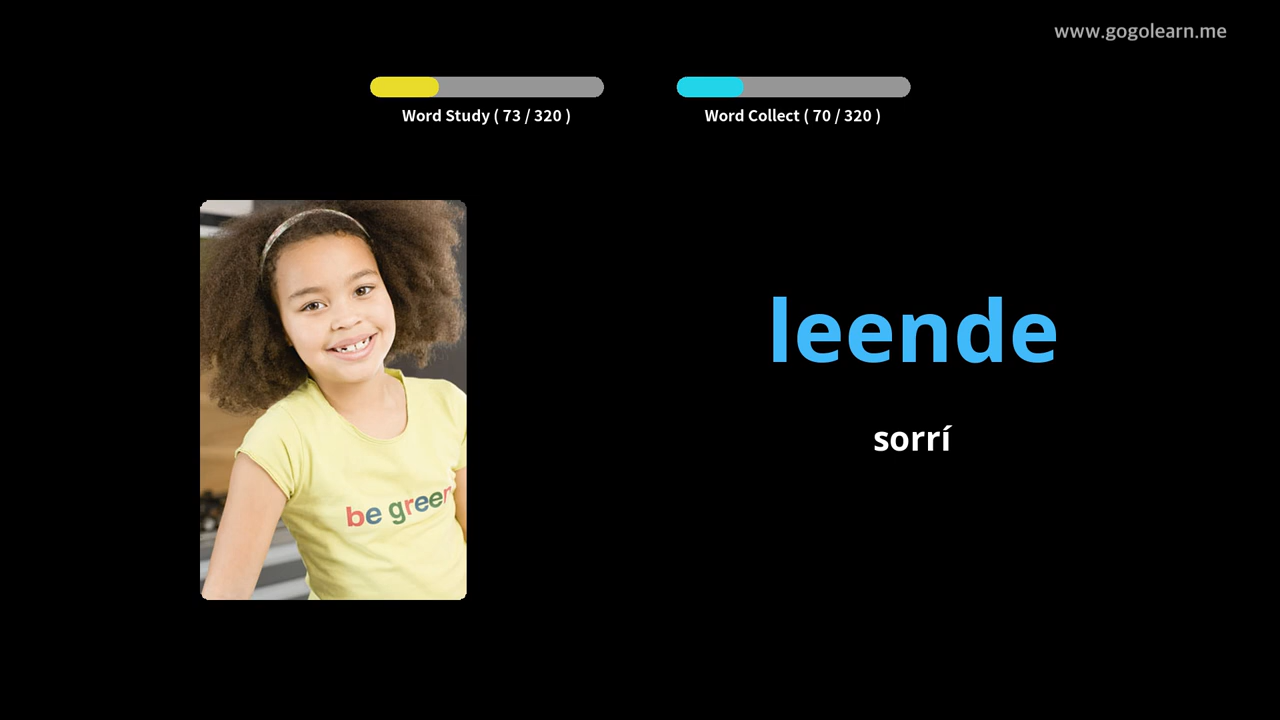 www.gogolearn.me
Word Study ( 73 / 320 )
Word Collect ( 70 / 320 )
be green
leende
sorrí